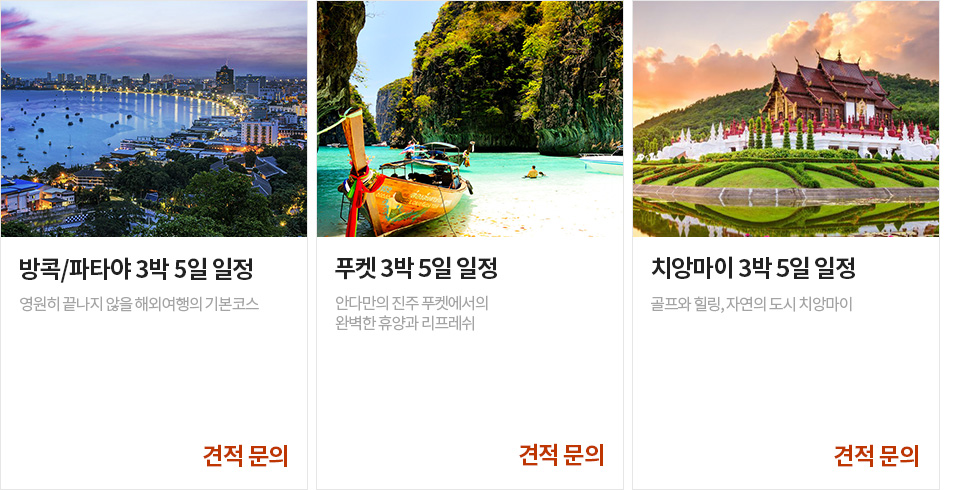 방콕/파타야 3박 5일 일정
영원히 끝나지 않을 해외여행의 기본코스
견적 문의
푸켓 3박 5일 일정
안다만의 진주 푸켓에서의
완벽한 휴양과 리프레쉬
견적 문의
치앙마이 3박 5일 일정
골프와 힐링, 자연의 도시 치앙마이
견적 문의